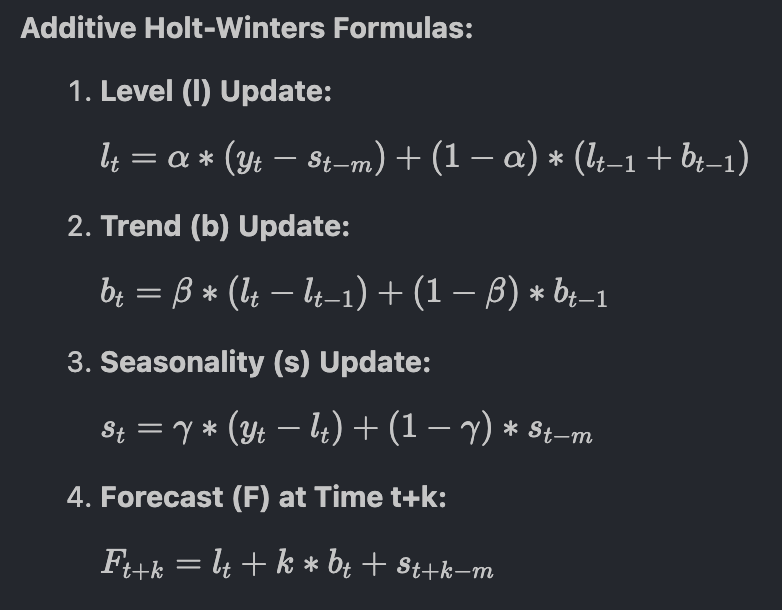 Additive Holt-Winters Formulas:
1. Level (l) Update:
lₜ = α * (yₜ − sₜ₋ₘ) + (1 − α) * (lₜ₋₁ + bₜ₋₁)
2. Trend (b) Update:
bₜ = β * (lₜ − lₜ₋₁) + (1 − β) * bₜ₋₁
3. Seasonality (s) Update:
sₜ = γ * (yₜ − lₜ) + (1 − γ) * sₜ₋ₘ
4. Forecast (F) at Time t+k:
Fₜ₊ₖ = lₜ + k * bₜ + sₜ₊ₖ₋ₘ